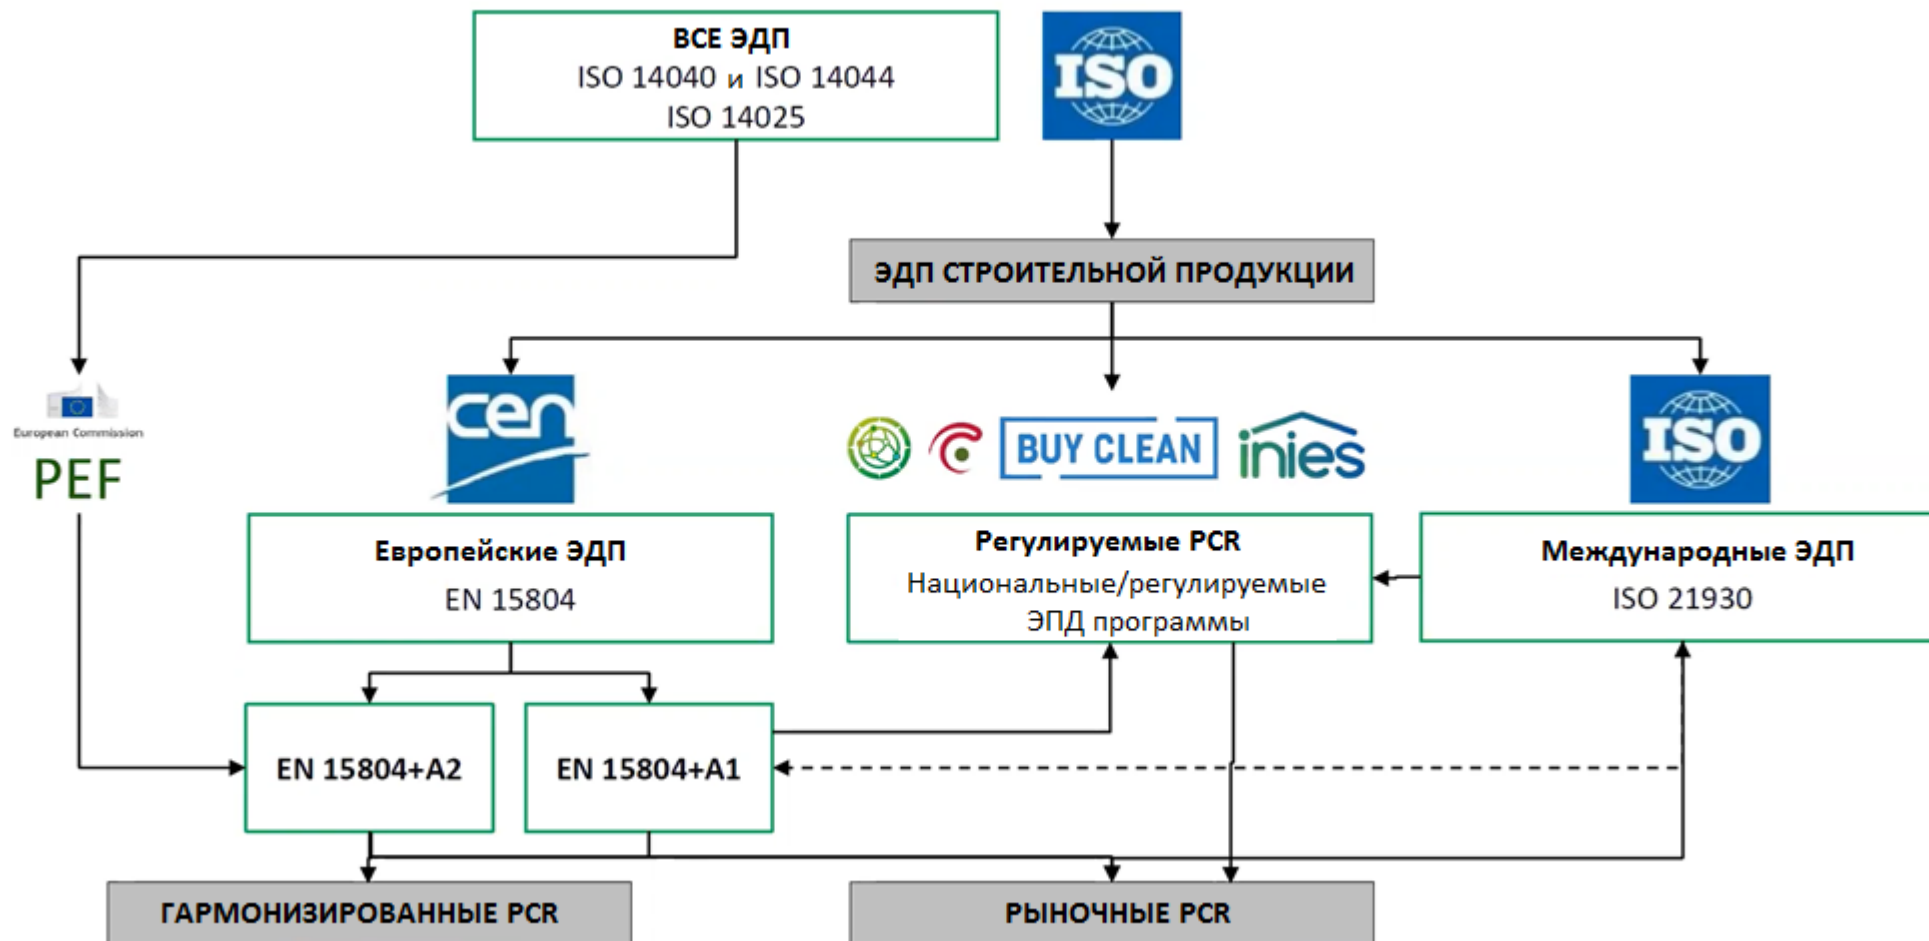 ВСЕ ЭДП
ISO 14040 и ISO 14044
ISO 14025
ISO
ЭДП СТРОИТЕЛЬНОЙ ПРОДУКЦИИ
European Commission
PEF
cen
BUY CLEAN
inies
ISO
Европейские ЭДП
EN 15804
Регулируемые PCR
Национальные/регулируемые
ЭПД программы
Международные ЭДП
ISO 21930
EN 15804+A2
EN 15804+A1
ГАРМОНИЗИРОВАННЫЕ PCR
РЫНОЧНЫЕ PCR